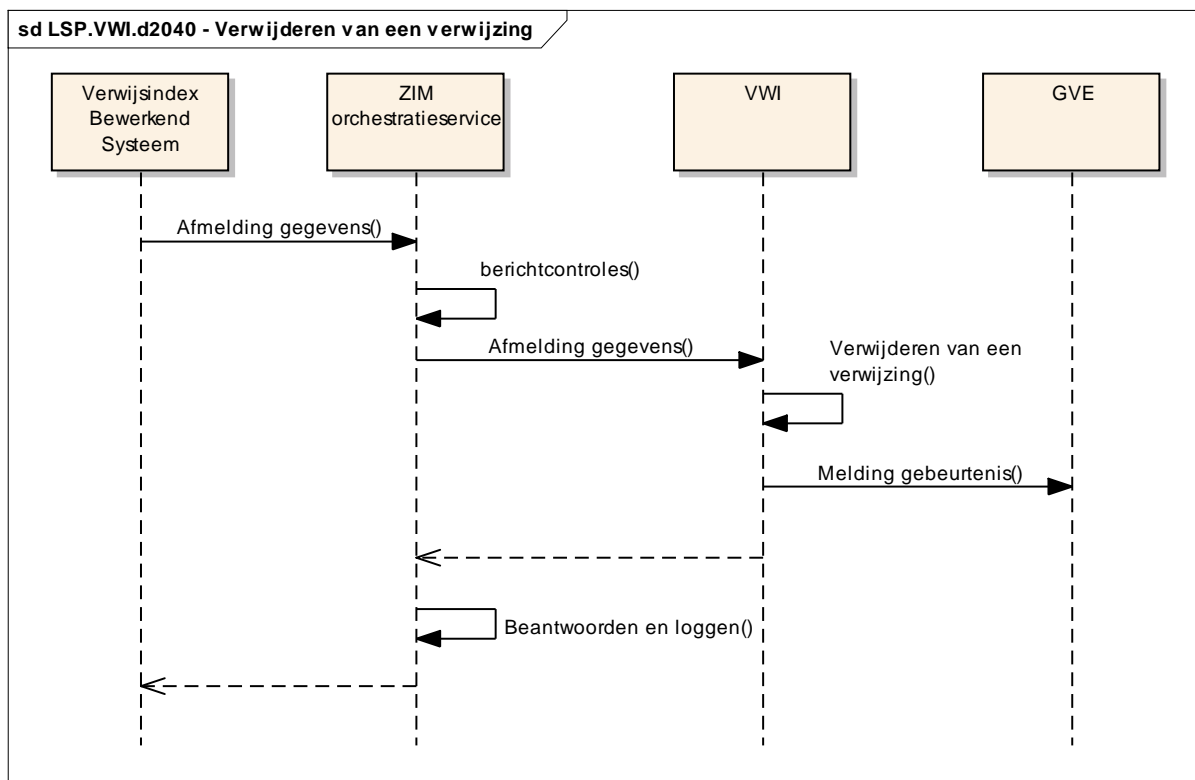 sd LSP.VWI.d2040 - Verwijderen van een verwijzing
Verwijsindex
Bewerkend
Systeem
ZIM
orchestratieservice
VWI
GVE
Afmelding gegevens()
berichtcontroles()
Afmelding gegevens()
Verwijderen van een
verwijzing()
Melding gebeurtenis()
Beantwoorden en loggen()